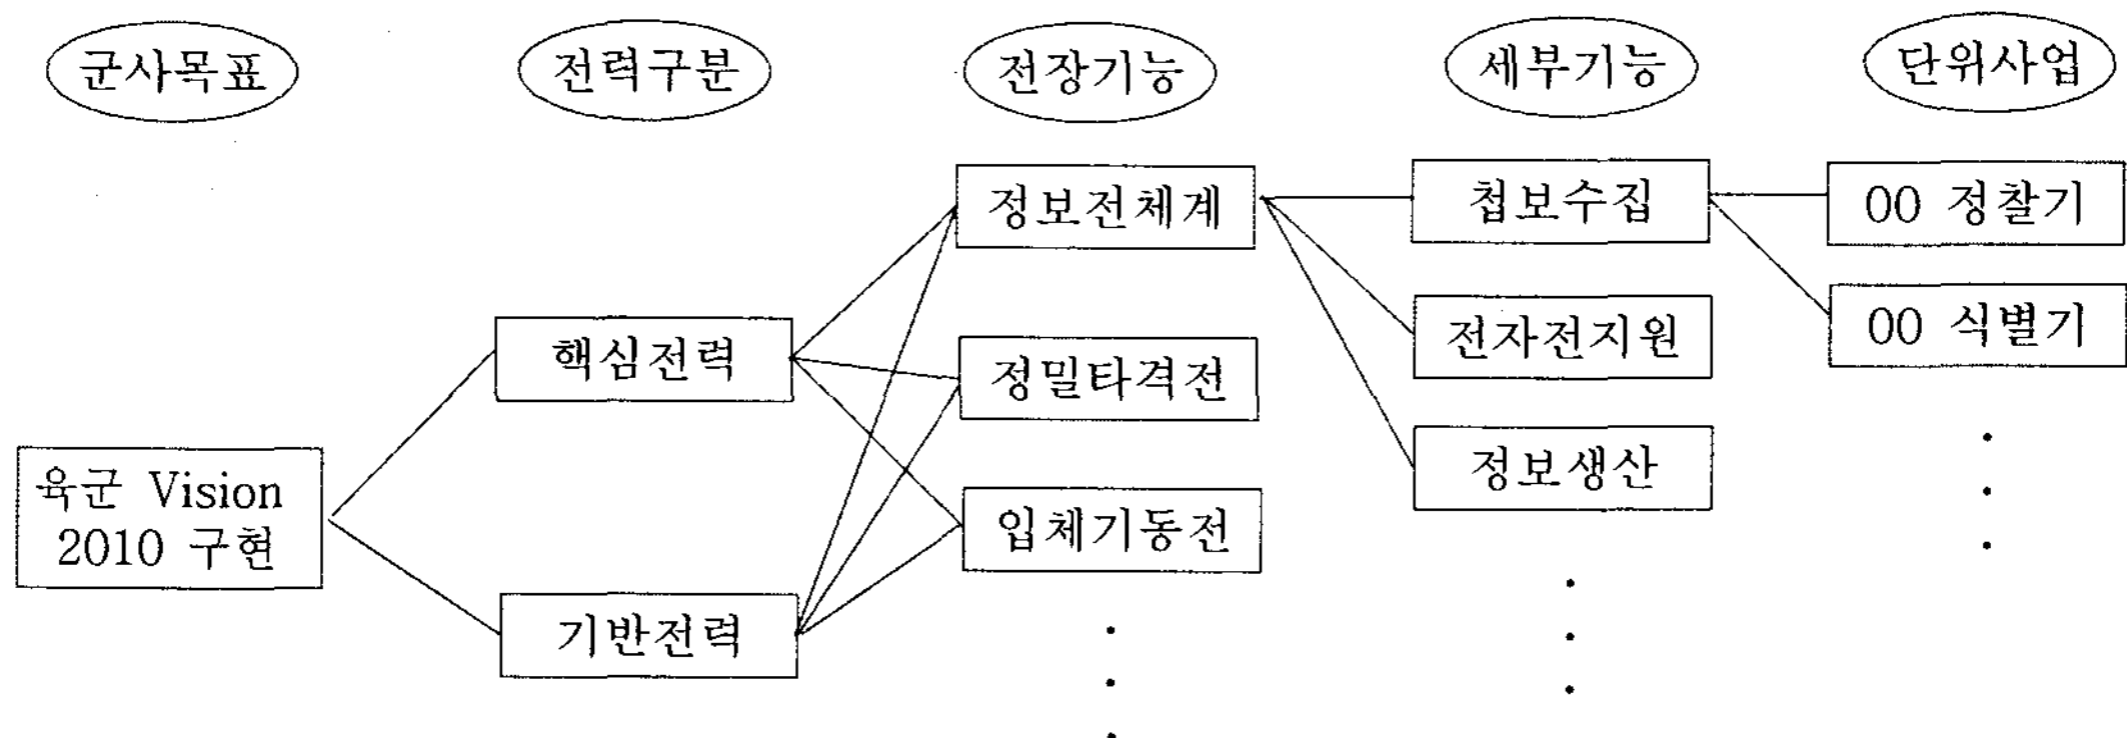 군사목표
전력구분
전장기능
세부기능
단위사업
정보전체계
첩보수집
OO 정찰기
핵심전력
정밀타격전
전자전지원
OO 식별기
육군 Vision
2010 구현
입체기동전
정보생산
기반전력